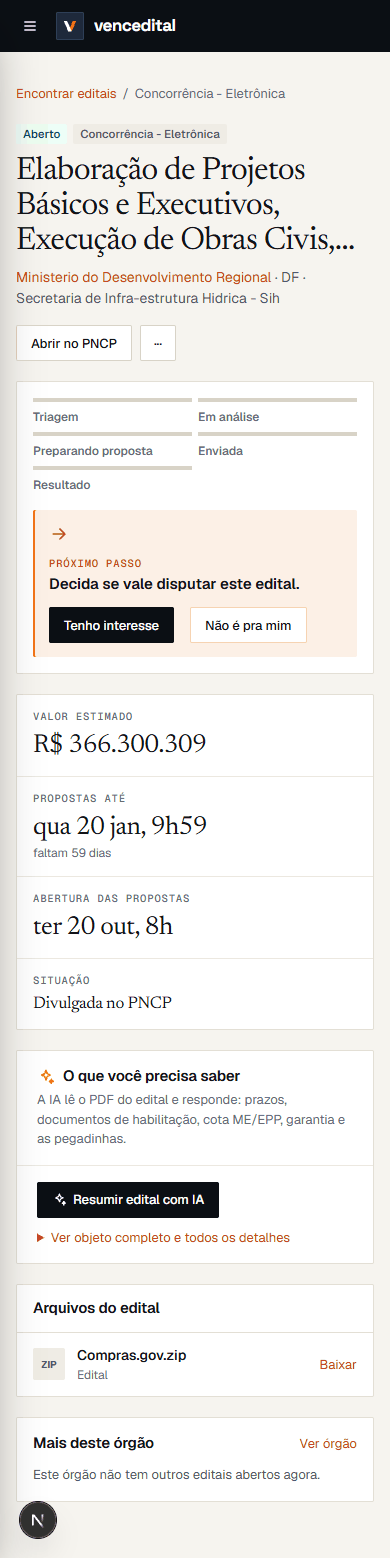 vencedital
Encontrar editais / Concorrência - Eletrônica
Aberto Concorrência - Eletrônica
Elaboração de Projetos
Básicos e Executivos,
Execução de Obras Civis,...
Ministerio do Desenvolvimento Regional · DF ·
Secretaria de Infra-estrutura Hidrica - Sih
Abrir no PNCP ...
Triagem Em análise
Preparando proposta Enviada
Resultado
PRÓXIMO PASSO
Decida se vale disputar este edital.
Tenho interesse Não é pra mim
VALOR ESTIMADO
R$ 366.300.309
PROPOSTAS ATÉ
qua 20 jan, 9h59
faltam 59 dias
ABERTURA DAS PROPOSTAS
ter 20 out, 8h
SITUAÇÃO
Divulgada no PNCP
O que você precisa saber
A IA lê o PDF do edital e responde: prazos,
documentos de habilitação, cota ME/EPP, garantia e
as pegadinhas.
Resumir edital com IA
Ver objeto completo e todos os detalhes
Arquivos do edital
ZIP Compras.gov.zip Baixar
Edital
Mais deste órgão Ver órgão
Este órgão não tem outros editais abertos agora.
N